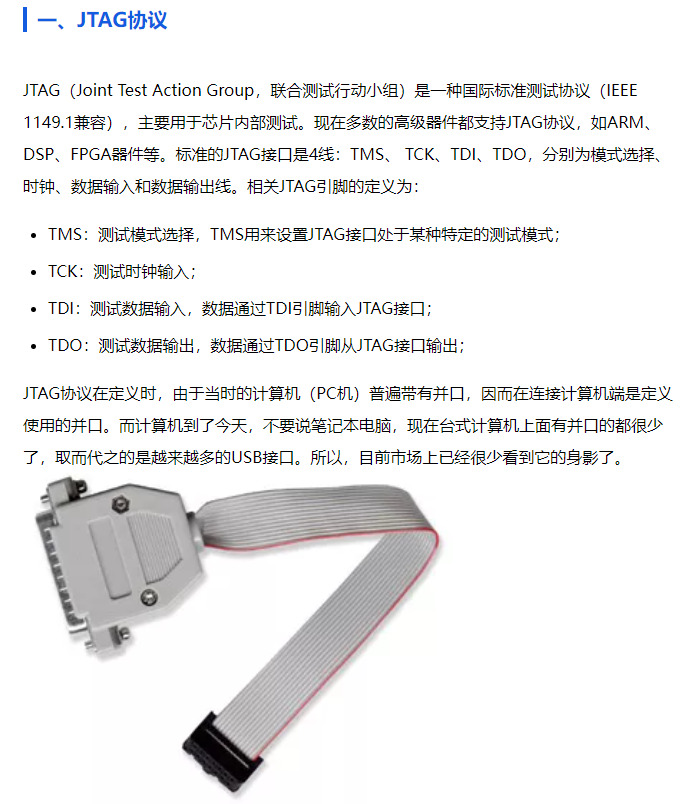 一、JTAG协议
JTAG（Joint Test Action Group，联合测试行动小组）是一种国际标准测试协议（IEEE
1149.1兼容），主要用于芯片内部测试。现在多数的高级器件都支持JTAG协议，如ARM、
DSP、FPGA器件等。标准的JTAG接口是4线：TMS、 TCK、TDI、TDO，分别为模式选择、
时钟、数据输入和数据输出线。相关JTAG引脚的定义为：
• TMS：测试模式选择，TMS用来设置JTAG接口处于某种特定的测试模式；
• TCK：测试时钟输入；
• TDI：测试数据输入，数据通过TDI引脚输入JTAG接口；
• TDO：测试数据输出，数据通过TDO引脚从JTAG接口输出；
JTAG协议在定义时，由于当时的计算机（PC机）普遍带有并口，因而在连接计算机端是定义
使用的并口。而计算机到了今天，不要说笔记本电脑，现在台式计算机上面有并口的都很少
了，取而代之的是越来越多的USB接口。所以，目前市场上已经很少看到它的身影了。